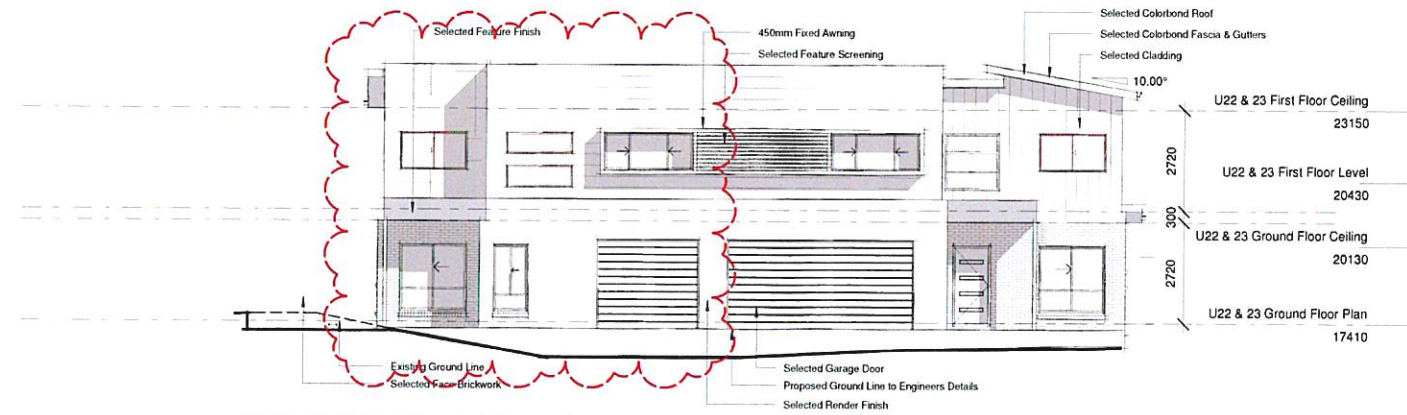 Selected Feature Finish
450mm Fixed Awning
Selected Feature Screening
Selected Colorbond Roof
Selected Colorbond Fascia & Gutters
Selected Cladding
10.00°
U22 & 23 First Floor Ceiling
23150
2720
U22 & 23 First Floor Level
20430
300
U22 & 23 Ground Floor Ceiling
20130
2720
U22 & 23 Ground Floor Plan
17410
Existing Ground Line
Selected Face Brickwork
Selected Garage Door
Proposed Ground Line to Engineers Details
Selected Render Finish